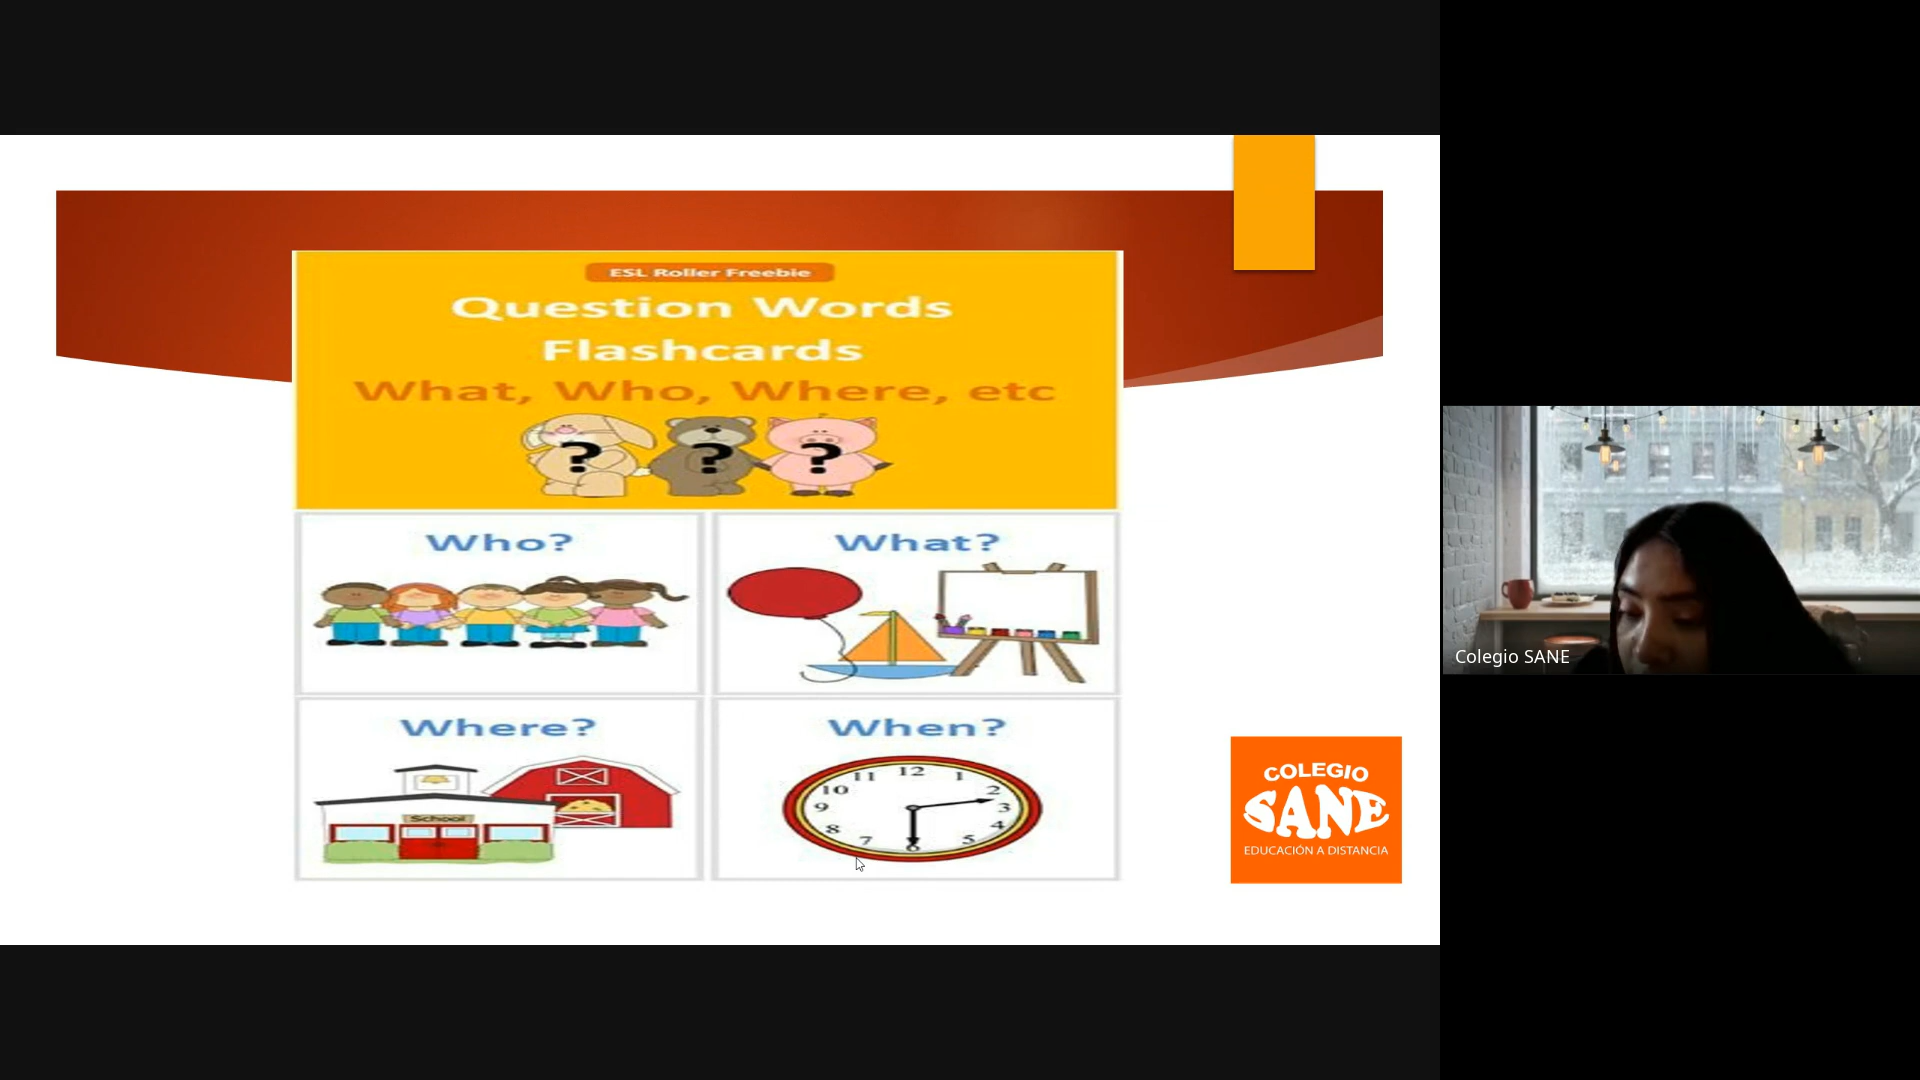 ESL Roller Freebie
Question Words
Flashcards
What, Who, Where, etc
? ? ?
Who?
What?
Where?
When?
School
12
11 1
10 2
9 3
8 4
7 5
6
COLEGIO
SANE
EDUCACIÓN A DISTANCIA
Colegio SANE